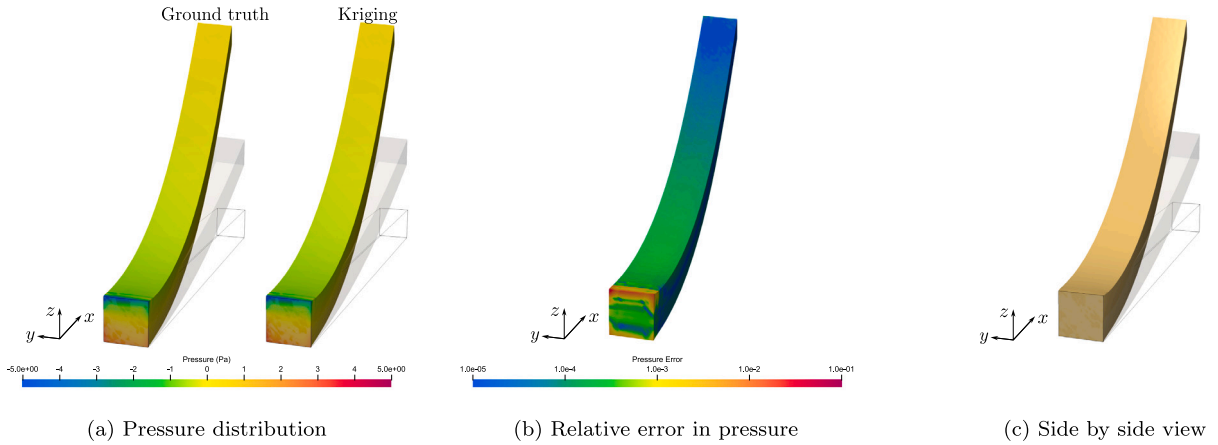 Ground truth Kriging
z x y
z x y
z x y
Pressure (Pa)
-5.0e+00 -4 -3 -2 -1 0 1 2 3 4 5.0e+00
Pressure Error
1.0e-05 1.0e-4 1.0e-3 1.0e-2 1.0e-01
(a) Pressure distribution
(b) Relative error in pressure
(c) Side by side view